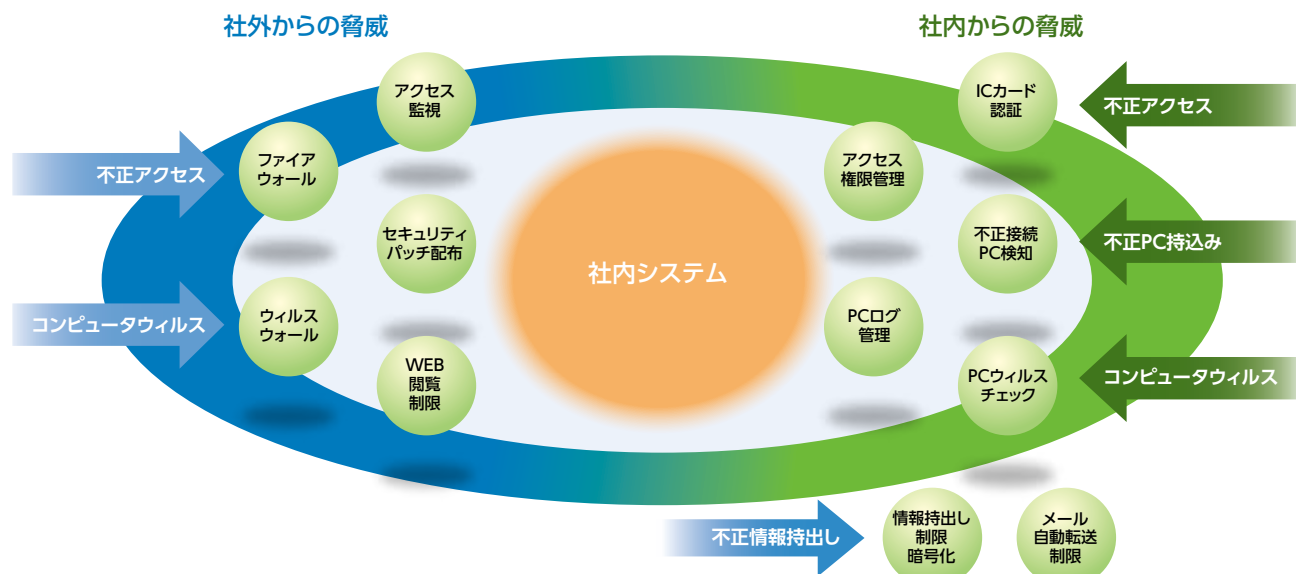 社外からの脅威
社内からの脅威
アクセス
監視
ICカード
認証
不正アクセス
不正アクセス
ファイア
ウォール
アクセス
権限管理
セキュリティ
パッチ配布
不正接続
PC検知
不正PC持込み
社内システム
コンピュータウィルス
ウィルス
ウォール
PCログ
管理
WEB
閲覧
制限
PCウィルス
チェック
コンピュータウィルス
不正情報持出し
情報持出し
制限
暗号化
メール
自動転送
制限